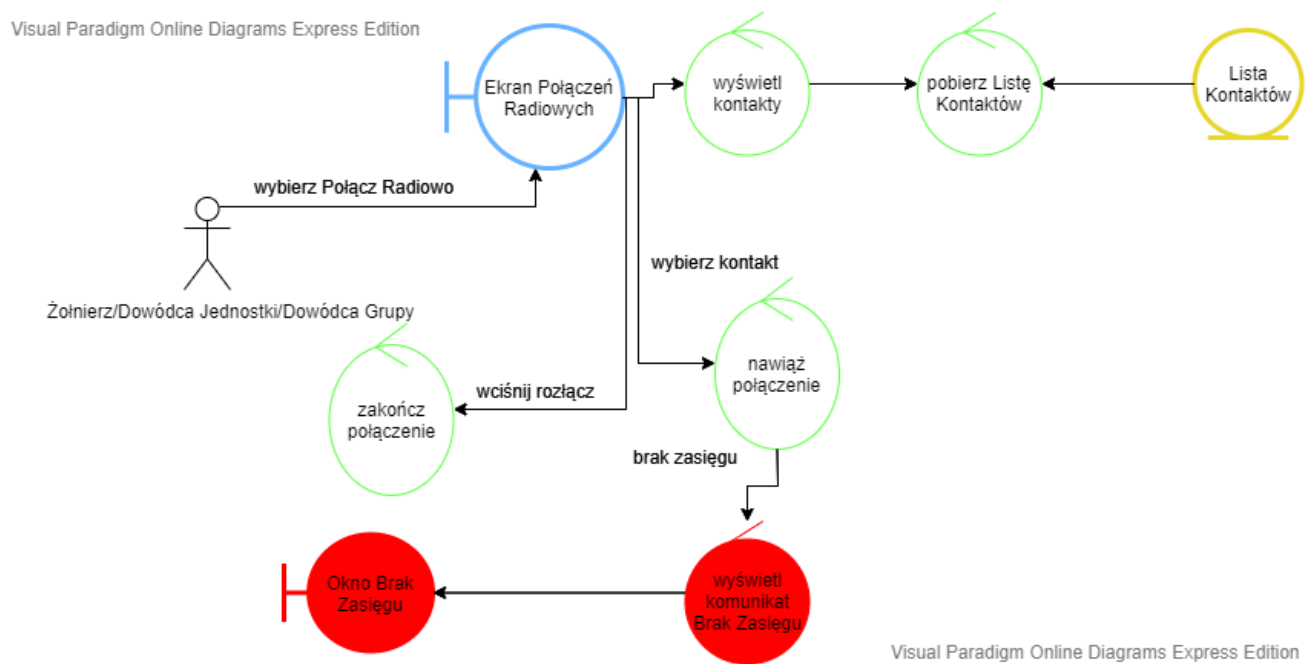 Visual Paradigm Online Diagrams Express Edition
Ekran Połączeń
Radiowych
wyświetl
kontakty
pobierz Listę
Kontaktów
Lista
Kontaktów
wybierz Połącz Radiowo
Żołnierz/Dowódca Jednostki/Dowódca Grupy
wybierz kontakt
nawiąż
połączenie
wciśnij rozłącz
zakończ
połączenie
brak zasięgu
Okno Brak
Zasięgu
wyświetl
komunikat
Brak Zasięgu
Visual Paradigm Online Diagrams Express Edition